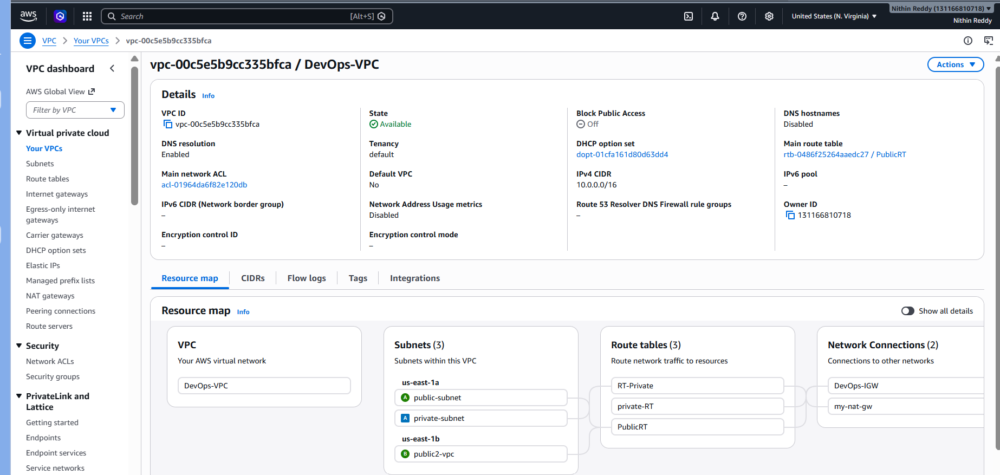 aws
Search
[Alt+S]
United States (N. Virginia)
Nithin Reddy (131166810718)
Nithin Reddy
VPC
Your VPCs
vpc-00c5e5b9cc335bfca
VPC dashboard
AWS Global View
Filter by VPC
Virtual private cloud
Your VPCs
Subnets
Route tables
Internet gateways
Egress-only internet
gateways
Carrier gateways
DHCP option sets
Elastic IPs
Managed prefix lists
NAT gateways
Peering connections
Route servers
Security
Network ACLs
Security groups
PrivateLink and
Lattice
Getting started
Endpoints
Endpoint services
Service networks
vpc-00c5e5b9cc335bfca / DevOps-VPC
Actions
Details Info
VPC ID
vpc-00c5e5b9cc335bfca
State
Available
Block Public Access
Off
DNS hostnames
Disabled
DNS resolution
Enabled
Tenancy
default
DHCP option set
dopt-01cfa161d80d63dd4
Main route table
rtb-0486f25264aaedc27 / PublicRT
Main network ACL
acl-01964da6f82e120db
Default VPC
No
IPv4 CIDR
10.0.0.0/16
IPv6 pool
–
IPv6 CIDR (Network border group)
–
Network Address Usage metrics
Disabled
Route 53 Resolver DNS Firewall rule groups
–
Owner ID
131166810718
Encryption control ID
–
Encryption control mode
–
Resource map
CIDRs
Flow logs
Tags
Integrations
Resource map Info
Show all details
VPC
Your AWS virtual network
DevOps-VPC
Subnets (3)
Subnets within this VPC
us-east-1a
A public-subnet
A private-subnet
us-east-1b
B public2-vpc
Route tables (3)
Route network traffic to resources
RT-Private
private-RT
PublicRT
Network Connections (2)
Connections to other networks
DevOps-IGW
my-nat-gw